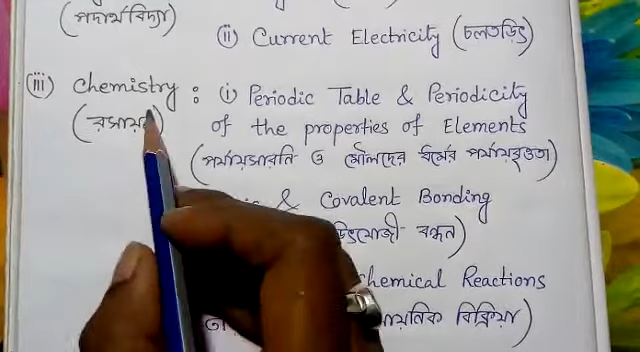 (পদার্থবিদ্যা)
(ii) Current Electricity (চলতড়িৎ)
(iii) Chemistry : (i) Periodic Table & Periodicity
of the properties of Elements
(পর্যায়সারণি ও মৌলদের ধর্মের পর্যায়বৃত্ততা)
& Covalent Bonding
বন্ধন)
Chemical Reactions
বিক্রিয়া)